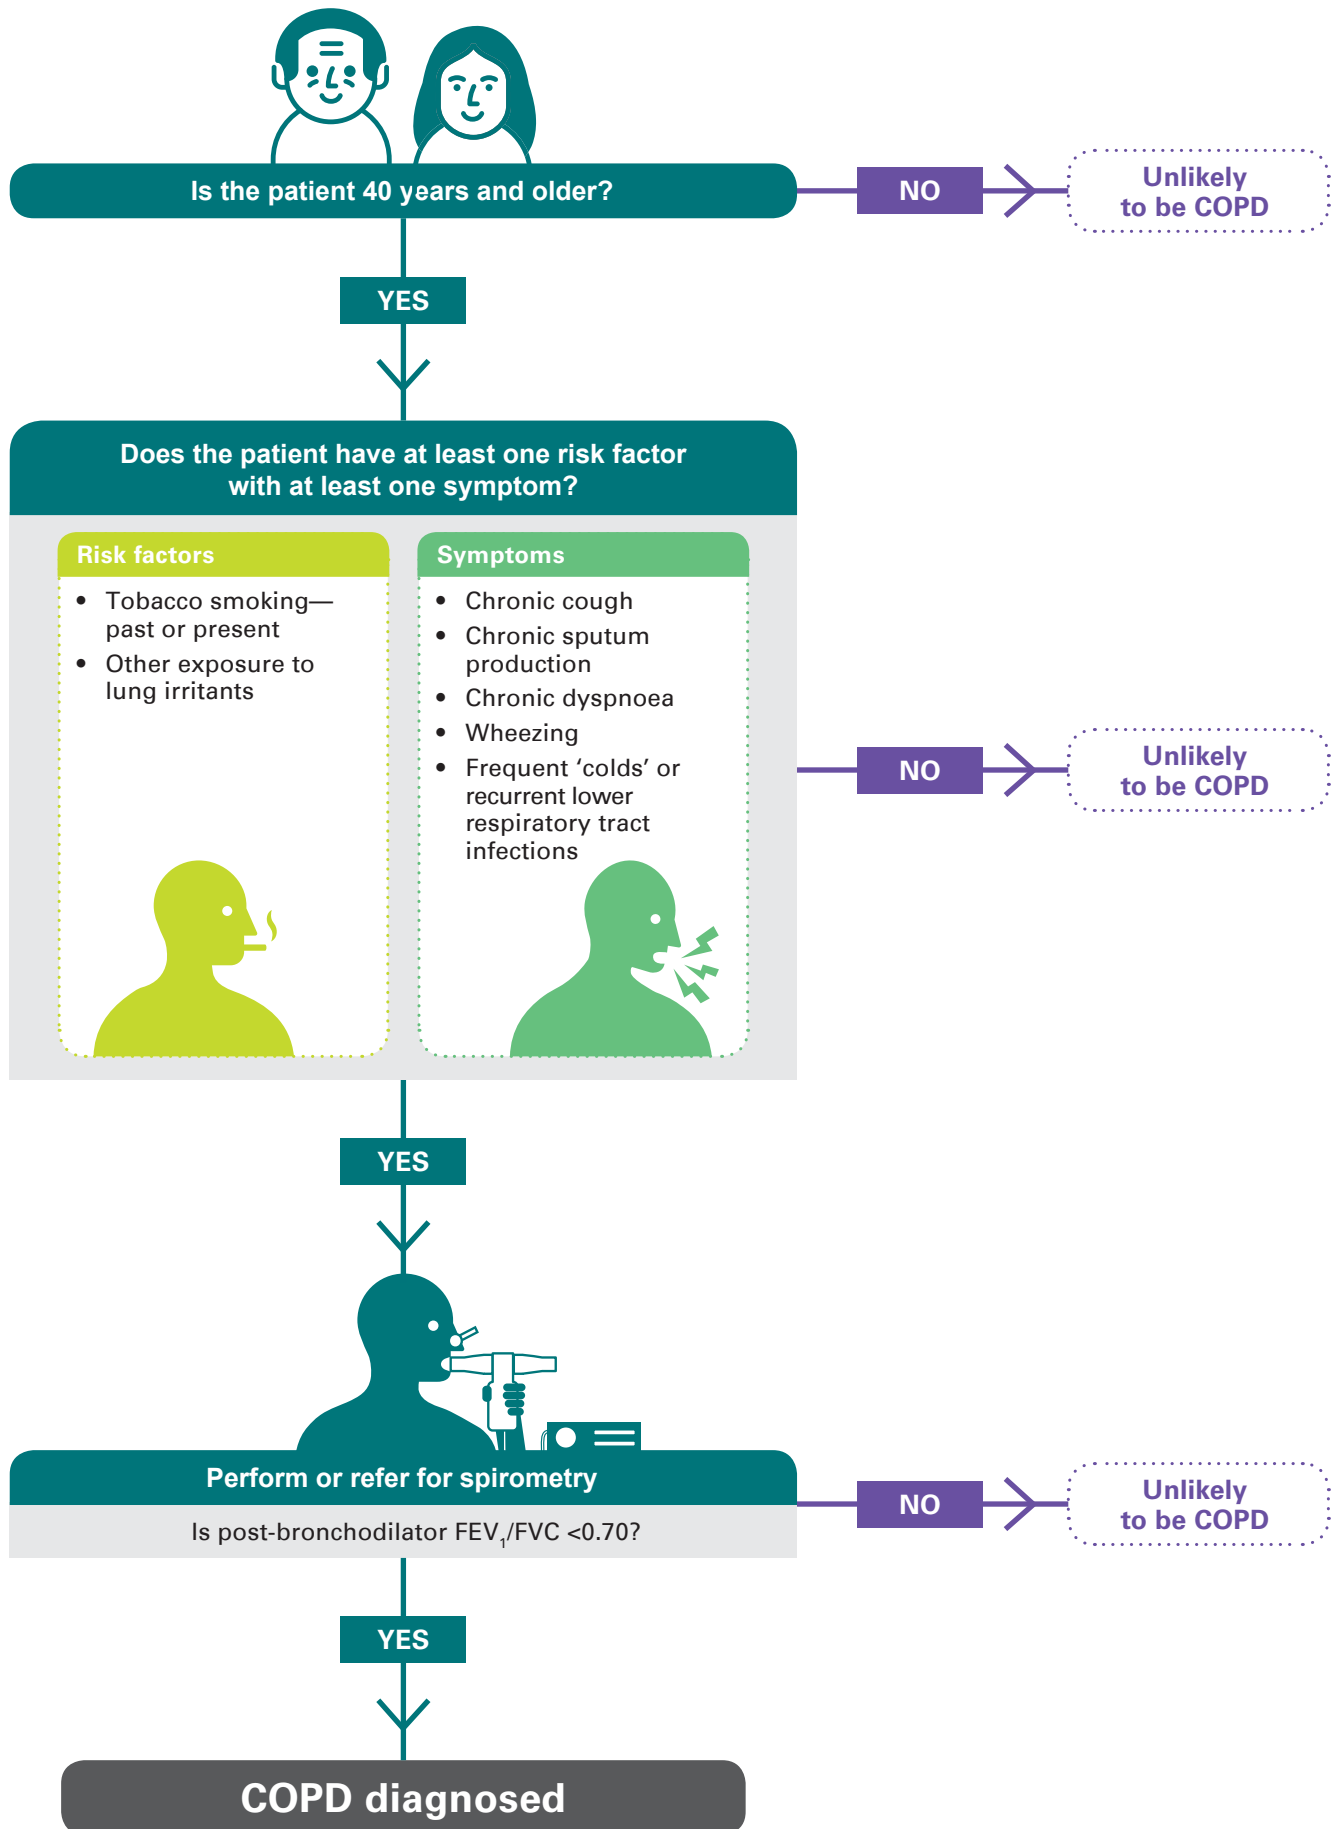 Is the patient 40 years and older?
NO
Unlikely
to be COPD
YES
Does the patient have at least one risk factor
with at least one symptom?
Risk factors
• Tobacco smoking—
past or present
• Other exposure to
lung irritants
Symptoms
• Chronic cough
• Chronic sputum
production
• Chronic dyspnoea
• Wheezing
• Frequent ‘colds’ or
recurrent lower
respiratory tract
infections
NO
Unlikely
to be COPD
YES
Perform or refer for spirometry
Is post-bronchodilator FEV₁/FVC <0.70?
NO
Unlikely
to be COPD
YES
COPD diagnosed